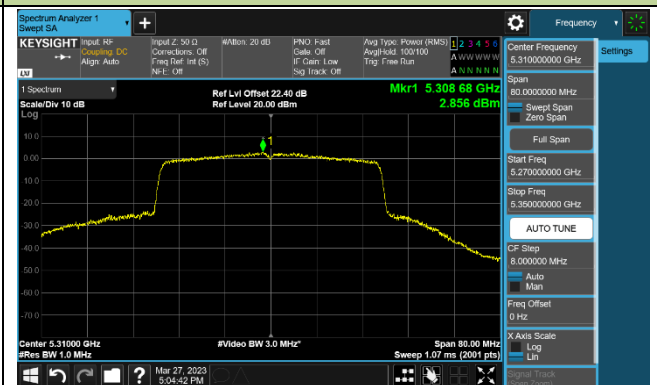 Spectrum Analyzer 1
Swept SA
+
Frequency
KEYSIGHT
Input: RF
Coupling: DC
Align: Auto
Input Z: 50 Ω
Corrections: Off
Freq Ref: Int (S)
NFE: Off
#Atten: 20 dB
PNO: Fast
Gate: Off
IF Gain: Low
Sig Track: Off
Avg Type: Power (RMS)
Avg|Hold: 100/100
Trig: Free Run
1 2 3 4 5 6
A W W W W W
A N N N N N
LXI
1 Spectrum
Scale/Div 10 dB
Log
Ref Lvl Offset 22.40 dB
Ref Level 20.00 dBm
Mkr1 5.308 68 GHz
2.856 dBm
1
10.0
0.00
-10.0
-20.0
-30.0
-40.0
-50.0
-60.0
-70.0
Center 5.31000 GHz
#Res BW 1.0 MHz
#Video BW 3.0 MHz*
Span 80.00 MHz
Sweep 1.07 ms (2001 pts)
Center Frequency
5.310000000 GHz
Span
80.0000000 MHz
Swept Span
Zero Span
Full Span
Start Freq
5.270000000 GHz
Stop Freq
5.350000000 GHz
AUTO TUNE
CF Step
8.000000 MHz
Auto
Man
Freq Offset
0 Hz
X Axis Scale
Log
Lin
Signal Track
(Span Zoom)
Settings
?
Mar 27, 2023
5:04:42 PM